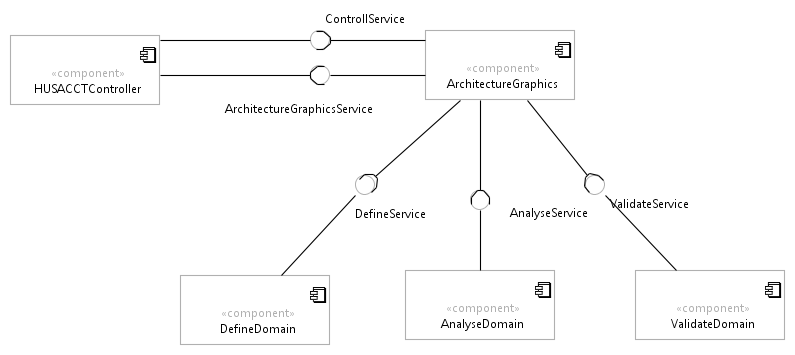 ControllService
«component»
HUSACCTController
«component»
ArchitectureGraphics
ArchitectureGraphicsService
DefineService
AnalyseService
ValidateService
«component»
DefineDomain
«component»
AnalyseDomain
«component»
ValidateDomain